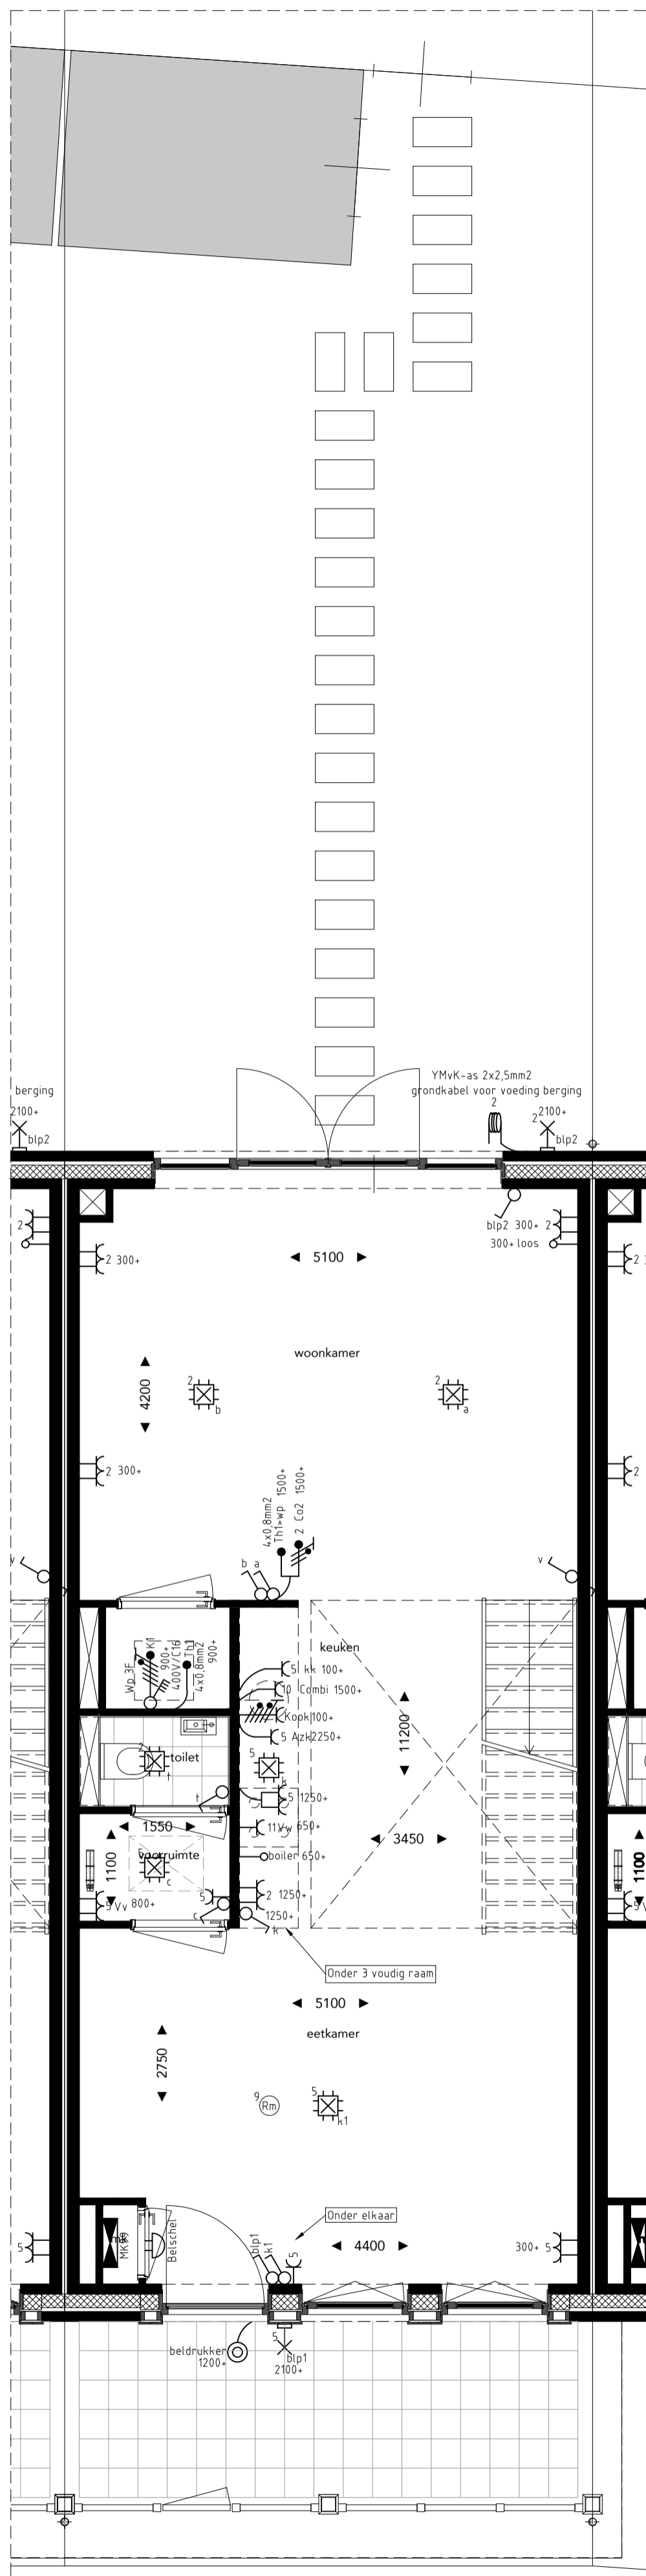 YMvK-as 2x2,5mm2
berging
grondkabel voor voeding berging
2100+
2
2 2100+
blp2
blp2
2
blp2 300+
2
300+ loos
2 300+
5100
2
woonkamer
2
b
2
a
4200
2 300+
2
4x0,8mm2
Th1>wp 1500+
2 Co2 1500+
v
b a
v
keuken
Wp 3F
K1
900+
400V/C16
Th1
4x0,8mm2
900+
5 kk 100+
10 Combi 1500+
Kopk 100+
5 Azk 2250+
11200
toilet
t
5
k
t
5 1250+
1550
11 Vw 650+
3450
1100
voorruimte
c
boiler 650+
1100
5 Vv 800+
5
2 1250+
5 V
c
1250+
k
Onder 3 voudig raam
5100
eetkamer
2750
9
Rm
5
k1
Onder elkaar
Belschel
blp1
k1
5
5
4400
300+ 5
beldrukker
1200+
5
blp1
2100+